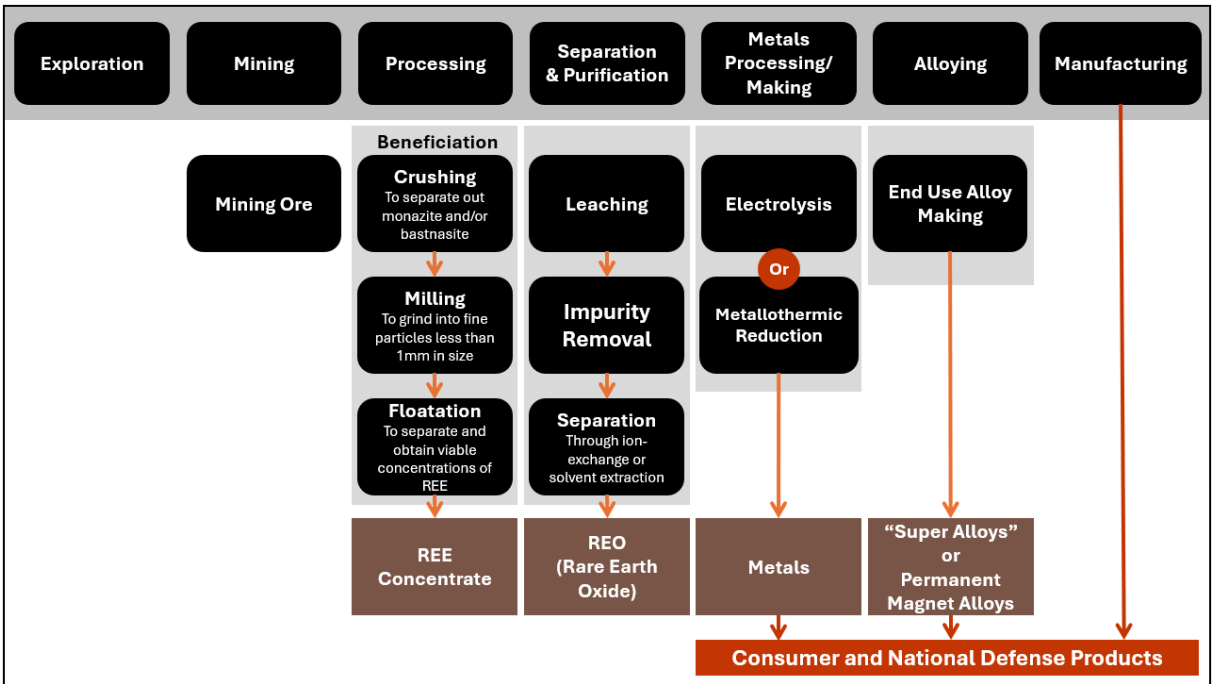 Exploration
Mining
Processing
Separation
& Purification
Metals
Processing/
Making
Alloying
Manufacturing
Mining Ore
Beneficiation
Crushing
To separate out
monazite and/or
bastnasite
Milling
To grind into fine
particles less than
1mm in size
Floatation
To separate and
obtain viable
concentrations of
REE
REE
Concentrate
Leaching
Impurity
Removal
Separation
Through ion-
exchange or
solvent extraction
REO
(Rare Earth
Oxide)
Electrolysis
Or
Metallothermic
Reduction
Metals
End Use Alloy
Making
“Super Alloys”
or
Permanent
Magnet Alloys
Consumer and National Defense Products